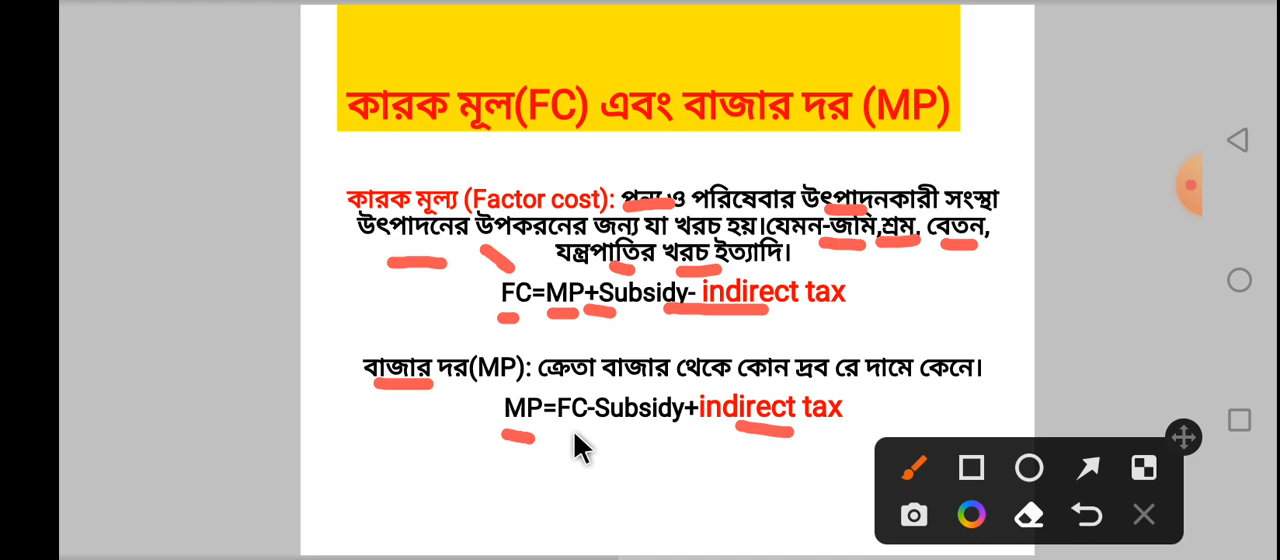 কারক মূল(FC) এবং বাজার দর (MP)
কারক মূল্য (Factor cost): পন্য ও পরিষেবার উৎপাদনকারী সংস্থা
উৎপাদনের উপকরনের জন্য যা খরচ হয়।যেমন-জমি,শ্রম, বেতন,
যন্ত্রপাতির খরচ ইত্যাদি।
FC=MP+Subsidy- indirect tax
বাজার দর(MP): ক্রেতা বাজার থেকে কোন দ্রব রে দামে কেনে।
MP=FC-Subsidy+indirect tax